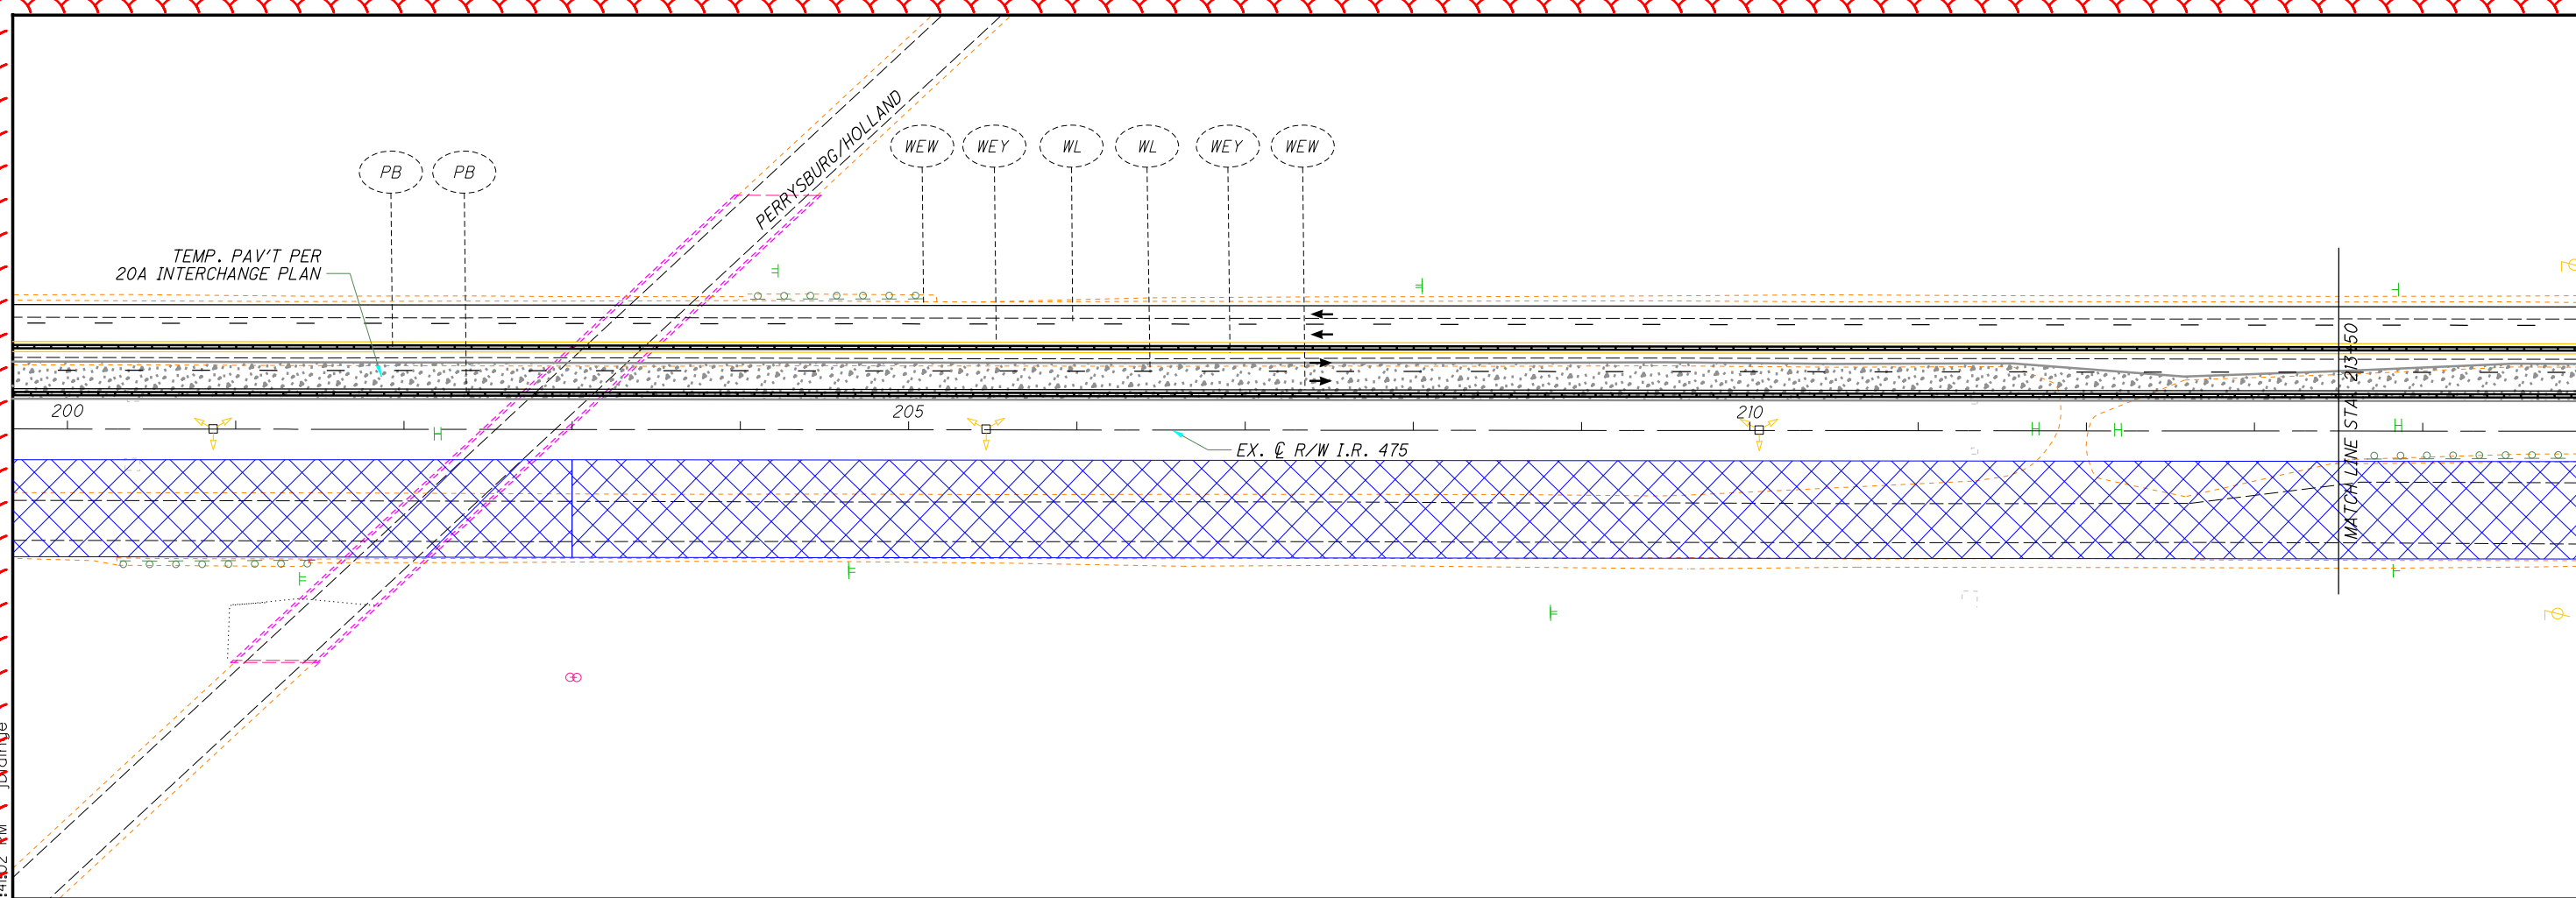 PERRYSBURG/HOLLAND
WEW
WEY
WL
WL
WEY
WEW
PB
PB
TEMP. PAV'T PER
20A INTERCHANGE PLAN
200
205
210
EX. ℄ R/W I.R. 475
MATCH LINE STA. 213+50